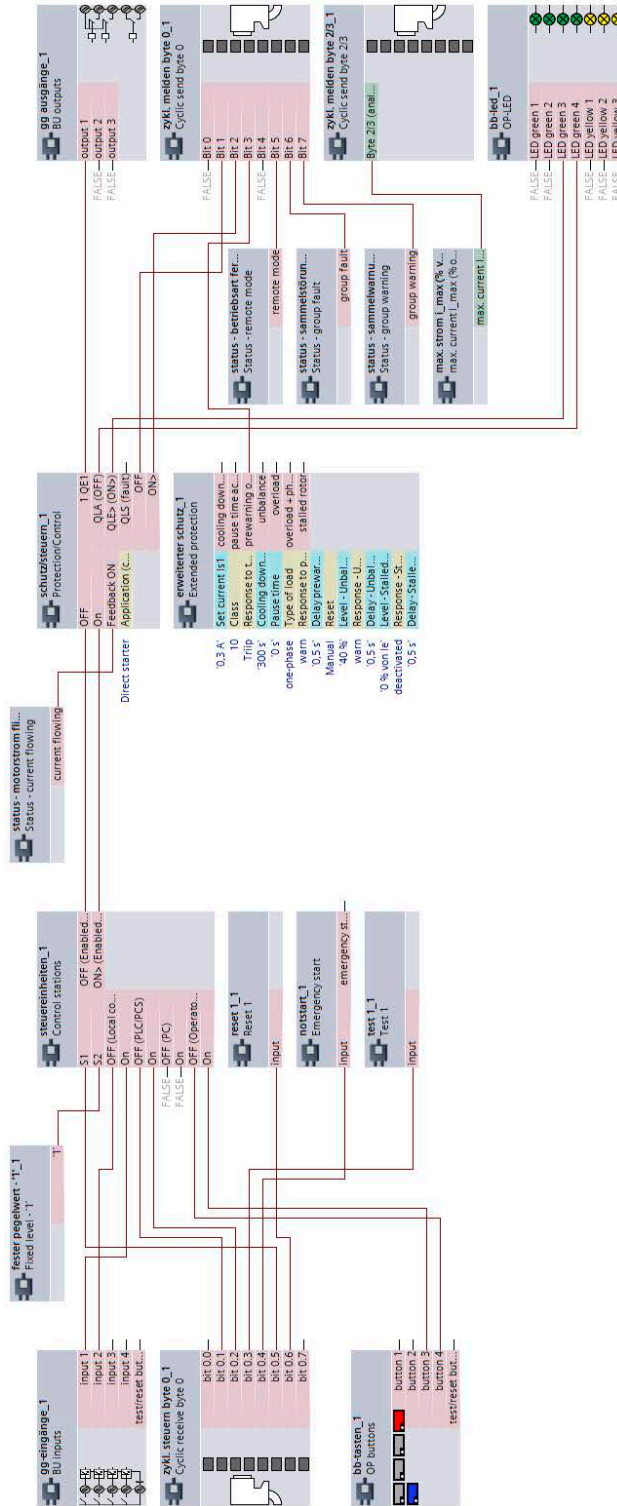 gg-eingänge_1
BU inputs
input 1
input 2
input 3
input 4
test/reset but...
zykl. steuern byte 0_1
Cyclic receive byte 0
bit 0.0
bit 0.1
bit 0.2
bit 0.3
bit 0.4
bit 0.5
bit 0.6
bit 0.7
bb-tasten_1
OP buttons
button 1
button 2
button 3
button 4
test/reset but...
fester pegelwert - '1'_1
Fixed level - '1'
'1'
steuereinheiten_1
Control stations
S1
S2
OFF (Local co...
On
OFF (PLC/PCS)
On
FALSE
OFF (PC)
FALSE
On
OFF (Operato...
On
OFF (Enabled...
ON> (Enabled...
reset 1_1
Reset 1
input
notstart_1
Emergency start
input
emergency st...
test 1_1
Test 1
input
status - motorstrom fli...
Status - current flowing
current flowing
schutz/steuern_1
Protection/Control
OFF
On
Feedback ON
Direct starter
Application (c...
1 QE1
QLA (OFF)
QLE> (ON>)
QLS (fault)
OFF
ON>
erweiterter schutz_1
Extended protection
'0,3 A'
Set current Is1
10
Class
Triip
Response to t...
'300 s'
Cooling down...
'0 s'
Pause time
one-phase
Type of load
warn
Response to p...
'0,5 s'
Delay prewar...
Manual
Reset
'40 %'
Level - Unbal...
warn
Response - U...
'0,5 s'
Delay - Unbal...
'0 % von Ie'
Level - Stalled...
deactivated
Response - St...
'0,5 s'
Delay - Stalle...
cooling down...
pause time ac...
prewarning o...
unbalance
overload
overload + ph...
stalled rotor
status - betriebsart fer...
Status - remote mode
remote mode
status - sammelstörun...
Status - group fault
group fault
status - sammelwarnu...
Status - group warning
group warning
max. strom i_max (% v...
max. current I_max (% o...
max. current I...
gg ausgänge_1
BU outputs
output 1
FALSE
output 2
FALSE
output 3
zykl. melden byte 0_1
Cyclic send byte 0
FALSE
Bit 0
Bit 1
Bit 2
Bit 3
FALSE
Bit 4
Bit 5
Bit 6
Bit 7
zykl. melden byte 2/3_1
Cyclic send byte 2/3
Byte 2/3 (anal...
bb-led_1
OP-LED
FALSE
LED green 1
FALSE
LED green 2
LED green 3
LED green 4
FALSE
LED yellow 1
FALSE
LED yellow 2
FALSE
LED yellow 3